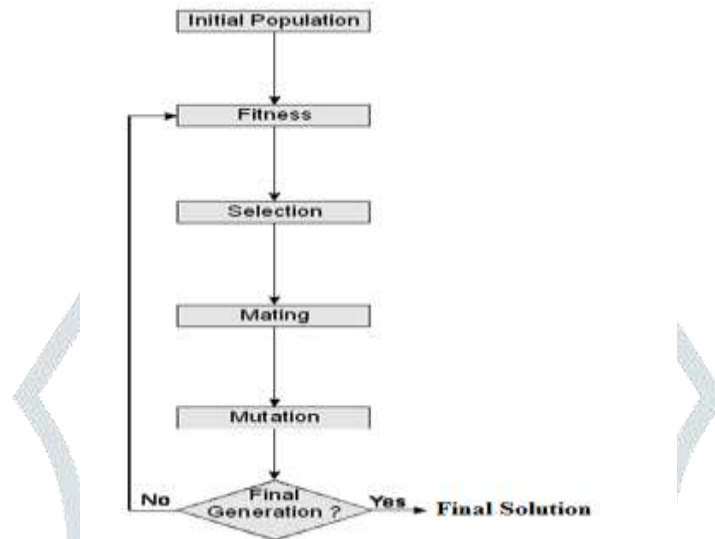 Initial Population
Fitness
Selection
Mating
Mutation
Final
Generation ?
No
Yes
Final Solution